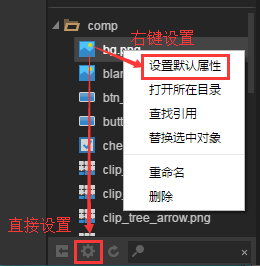 comp
右键设置
bg.png
设置默认属性
blan
打开所在目录
btn_
查找引用
butt
替换选中对象
che
clip_
重命名
clip_
删除
直接设置
clip_tree_arrow.png